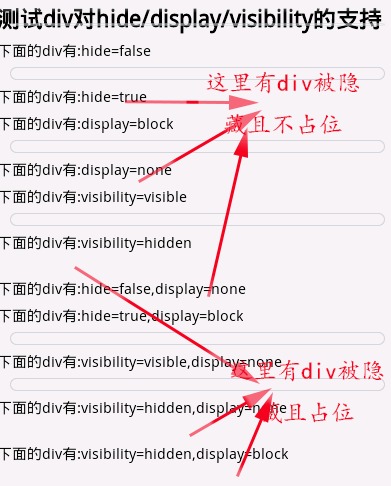 测试div对hide/display/visibility的支持
下面的div有:hide=false
这里有div被隐
下面的div有:hide=true
藏且不占位
下面的div有:display=block
下面的div有:display=none
下面的div有:visibility=visible
下面的div有:visibility=hidden
下面的div有:hide=false,display=none
下面的div有:hide=true,display=block
下面的div有:visibility=visible,display=none
这里有div被隐
下面的div有:visibility=hidden,display=none
藏且占位
下面的div有:visibility=hidden,display=block